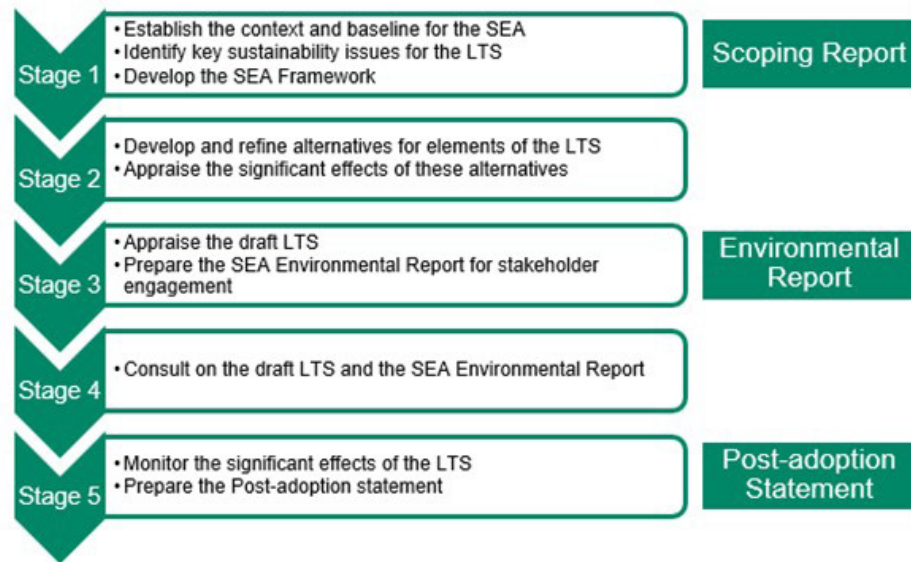 Stage 1
• Establish the context and baseline for the SEA
• Identify key sustainability issues for the LTS
• Develop the SEA Framework
Scoping Report
Stage 2
• Develop and refine alternatives for elements of the LTS
• Appraise the significant effects of these alternatives
Stage 3
• Appraise the draft LTS
• Prepare the SEA Environmental Report for stakeholder
engagement
Environmental
Report
Stage 4
• Consult on the draft LTS and the SEA Environmental Report
Stage 5
• Monitor the significant effects of the LTS
• Prepare the Post-adoption statement
Post-adoption
Statement